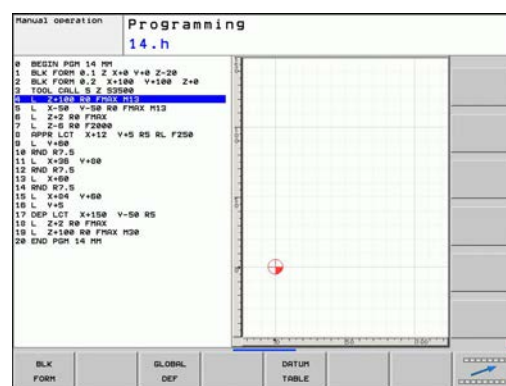 Manual operation
Programming
14.h
0 BEGIN PGM 14 MM
1 BLK FORM 0.1 Z X+0 Y+0 Z-20
2 BLK FORM 0.2 X+100 Y+100 Z+0
3 TOOL CALL 5 Z S3500
4 L Z+100 R0 FMAX M13
5 L X-50 Y-50 R0 FMAX M13
6 L Z+2 R0 FMAX
7 L Z-6 R0 F2000
8 APPR LCT X+12 Y+5 R5 RL F250
9 L Y+60
10 RND R7.5
11 L X+36 Y+80
12 RND R7.5
13 L X+60
14 RND R7.5
15 L X+84 Y+60
16 L Y+5
17 DEP LCT X+150 Y-50 R5
18 L Z+2 R0 FMAX
19 L Z+100 R0 FMAX M30
20 END PGM 14 MM
BLK FORM
GLOBAL DEF
DATUM TABLE